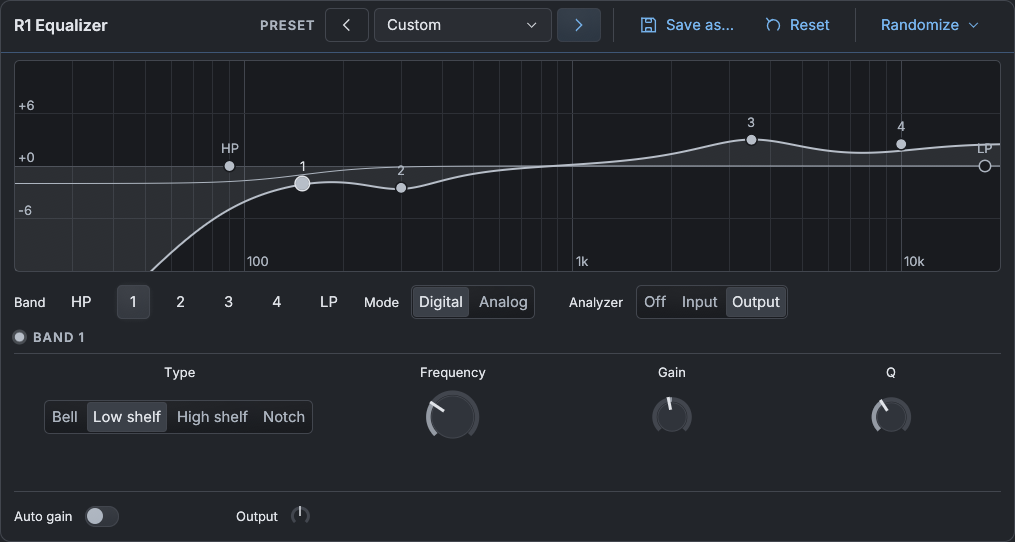 R1 Equalizer PRESET Custom Save as... Reset Randomize
+6
+0
-6
HP 1 2 3 4 LP
100 1k 10k
Band HP 1 2 3 4 LP Mode Digital Analog Analyzer Off Input Output
BAND 1
Type Frequency Gain Q
Bell Low shelf High shelf Notch
Auto gain Output